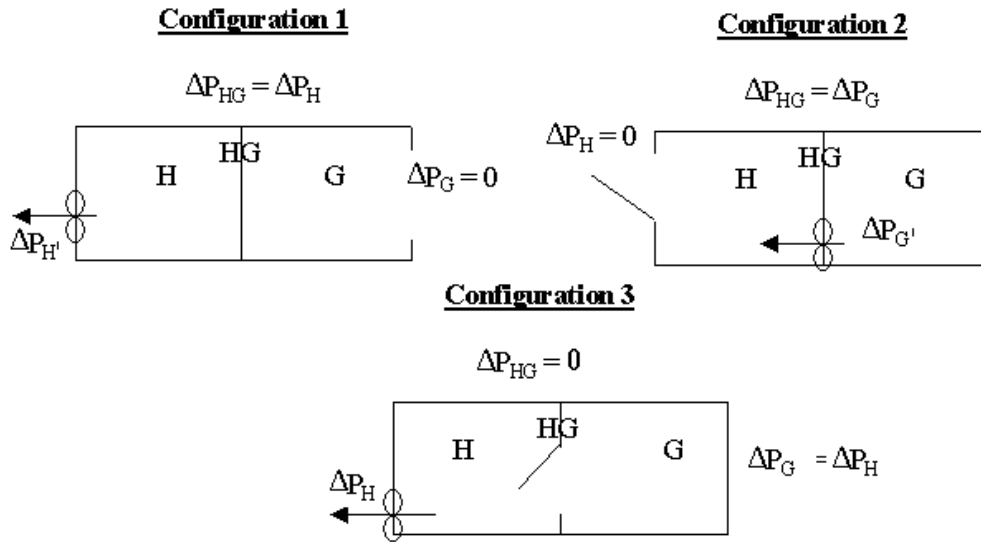 Configuration 1
ΔP_HG = ΔP_H
HG
H
G
ΔP_G = 0
ΔP_H'
Configuration 2
ΔP_HG = ΔP_G
ΔP_H = 0
HG
H
G
ΔP_G'
Configuration 3
ΔP_HG = 0
HG
H
G
ΔP_G = ΔP_H
ΔP_H